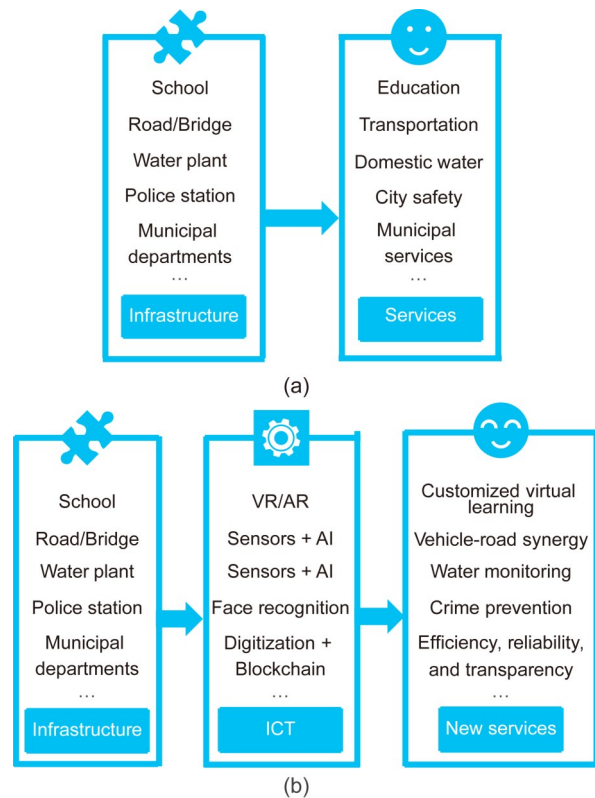 School
Road/Bridge
Water plant
Police station
Municipal
departments
...
Infrastructure
Education
Transportation
Domestic water
City safety
Municipal
services
...
Services
(a)
School
Road/Bridge
Water plant
Police station
Municipal
departments
...
Infrastructure
VR/AR
Sensors + AI
Sensors + AI
Face recognition
Digitization +
Blockchain
...
ICT
Customized virtual
learning
Vehicle-road synergy
Water monitoring
Crime prevention
Efficiency, reliability,
and transparency
...
New services
(b)